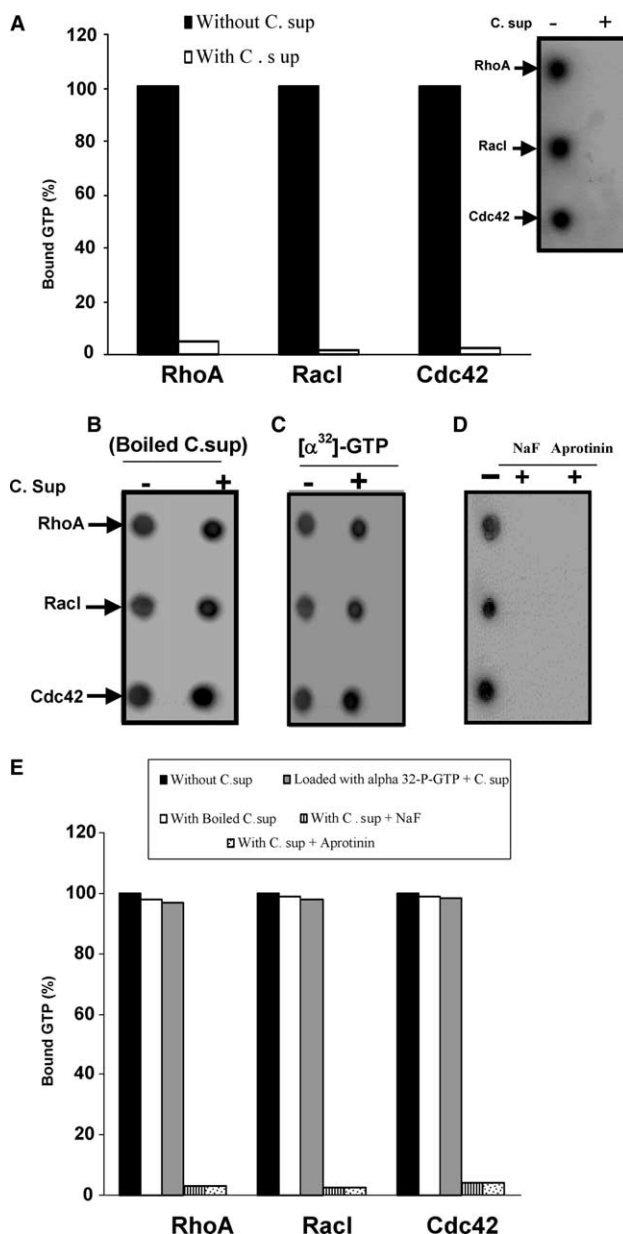 A
Without C. sup
With C . s up
C. sup
- +
RhoA
RacI
Cdc42
Bound GTP (%)
120
100
80
60
40
20
0
RhoA RacI Cdc42
B
(Boiled C.sup)
C
[α³²]-GTP
D
NaF Aprotinin
C. Sup
- +
- +
- + +
RhoA
RacI
Cdc42
E
Without C.sup
Loaded with alpha 32-P-GTP + C. sup
With Boiled C.sup
With C . sup + NaF
With C. sup + Aprotinin
Bound GTP (%)
120
100
80
60
40
20
0
RhoA RacI Cdc42